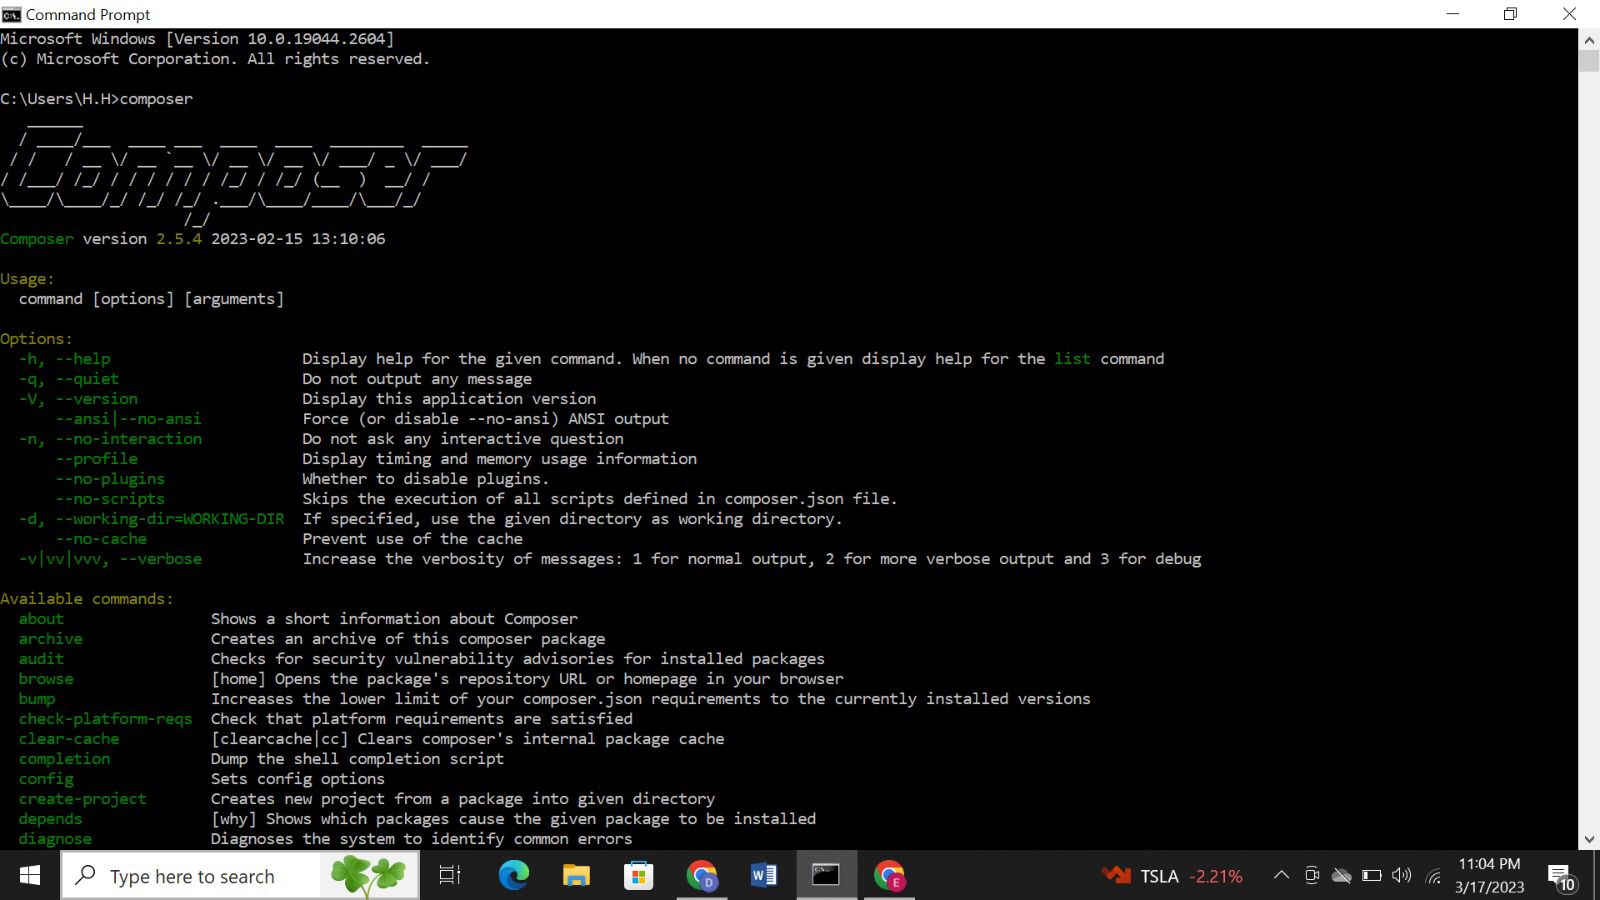 Command Prompt
Microsoft Windows [Version 10.0.19044.2604]
(c) Microsoft Corporation. All rights reserved.
C:\Users\H.H>composer
Composer
Composer version 2.5.4 2023-02-15 13:10:06
Usage:
  command [options] [arguments]
Options:
  -h, --help                     Display help for the given command. When no command is given display help for the list command
  -q, --quiet                    Do not output any message
  -V, --version                  Display this application version
      --ansi|--no-ansi           Force (or disable --no-ansi) ANSI output
  -n, --no-interaction           Do not ask any interactive question
      --profile                  Display timing and memory usage information
      --no-plugins               Whether to disable plugins.
      --no-scripts               Skips the execution of all scripts defined in composer.json file.
  -d, --working-dir=WORKING-DIR  If specified, use the given directory as working directory.
      --no-cache                 Prevent use of the cache
  -v|vv|vvv, --verbose           Increase the verbosity of messages: 1 for normal output, 2 for more verbose output and 3 for debug
Available commands:
  about                Shows a short information about Composer
  archive              Creates an archive of this composer package
  audit                Checks for security vulnerability advisories for installed packages
  browse               [home] Opens the package's repository URL or homepage in your browser
  bump                 Increases the lower limit of your composer.json requirements to the currently installed versions
  check-platform-reqs  Check that platform requirements are satisfied
  clear-cache          [clearcache|cc] Clears composer's internal package cache
  completion           Dump the shell completion script
  config               Sets config options
  create-project       Creates new project from a package into given directory
  depends              [why] Shows which packages cause the given package to be installed
  diagnose             Diagnoses the system to identify common errors
Type here to search
TSLA -2.21%
11:04 PM
3/17/2023
10